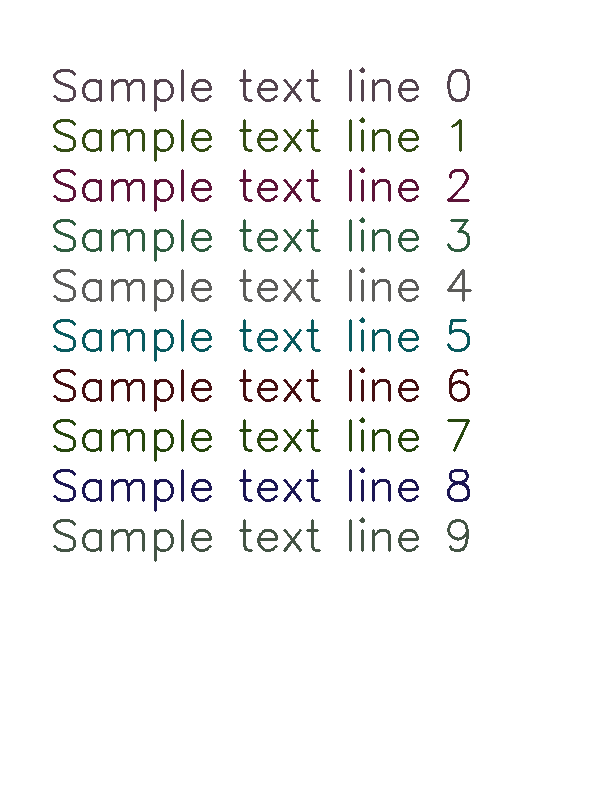 Sample text line 0
Sample text line 1
Sample text line 2
Sample text line 3
Sample text line 4
Sample text line 5
Sample text line 6
Sample text line 7
Sample text line 8
Sample text line 9